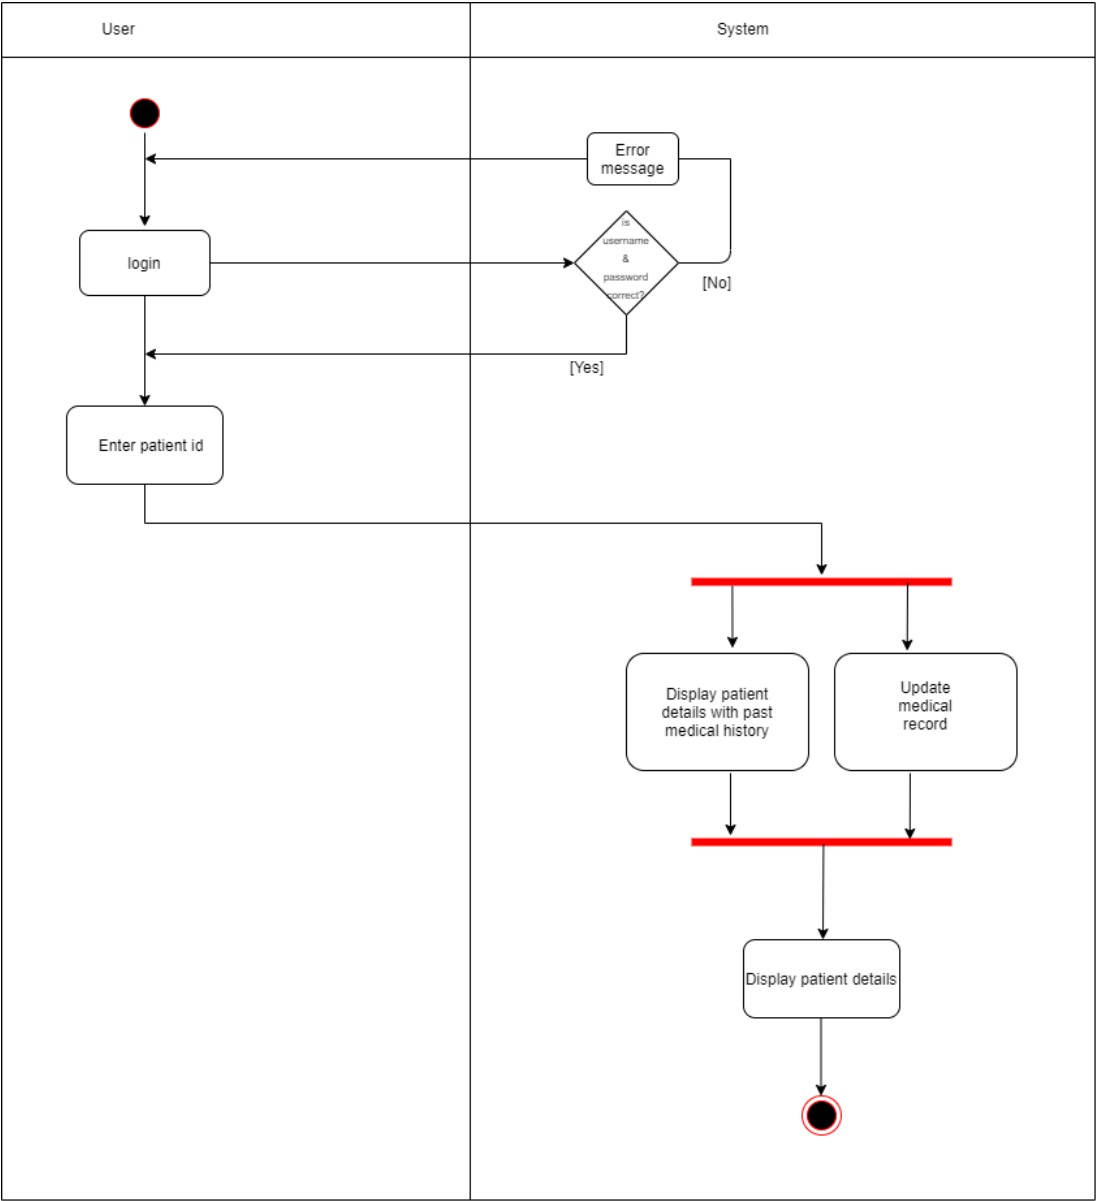 User
System
Error
message
is
username
&
password
correct?
login
[No]
[Yes]
Enter patient id
Display patient
details with past
medical history
Update
medical
record
Display patient details